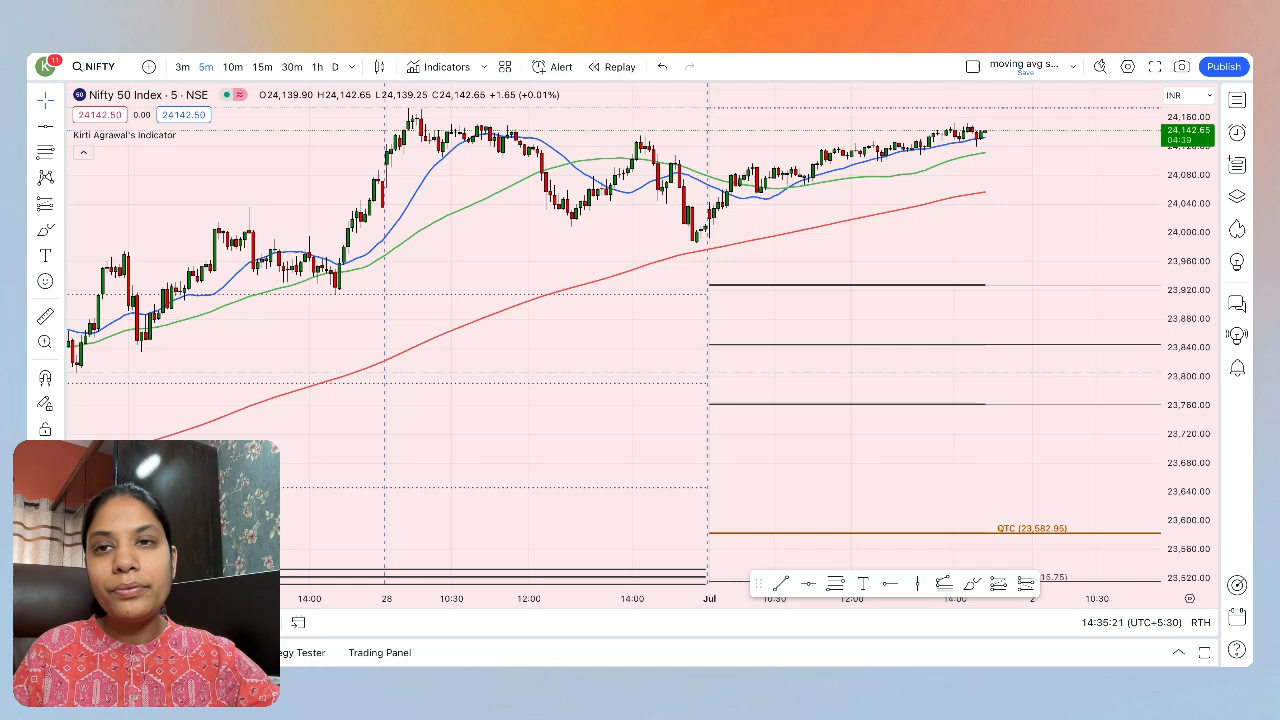 K 11 NIFTY 3m 5m 10m 15m 30m 1h D Indicators Alert Replay moving avg s... Save Publish
Nifty 50 Index · 5 · NSE O24,139.90 H24,142.65 L24,139.25 C24,142.65 +1.65 (+0.01%) INR
24142.50 0.00 24142.50
Kirti Agrawal's Indicator
24,160.00
24,142.65
04:39
24,080.00
24,040.00
24,000.00
23,960.00
23,920.00
23,880.00
23,840.00
23,800.00
23,760.00
23,720.00
23,680.00
23,640.00
23,600.00
QTC (23,582.95)
23,560.00
16.75) 23,520.00
14:00 28 10:30 12:00 14:00 Jul 10:30 12:00 14:00 2 10:30
14:35:21 (UTC+5:30) RTH
egy Tester Trading Panel